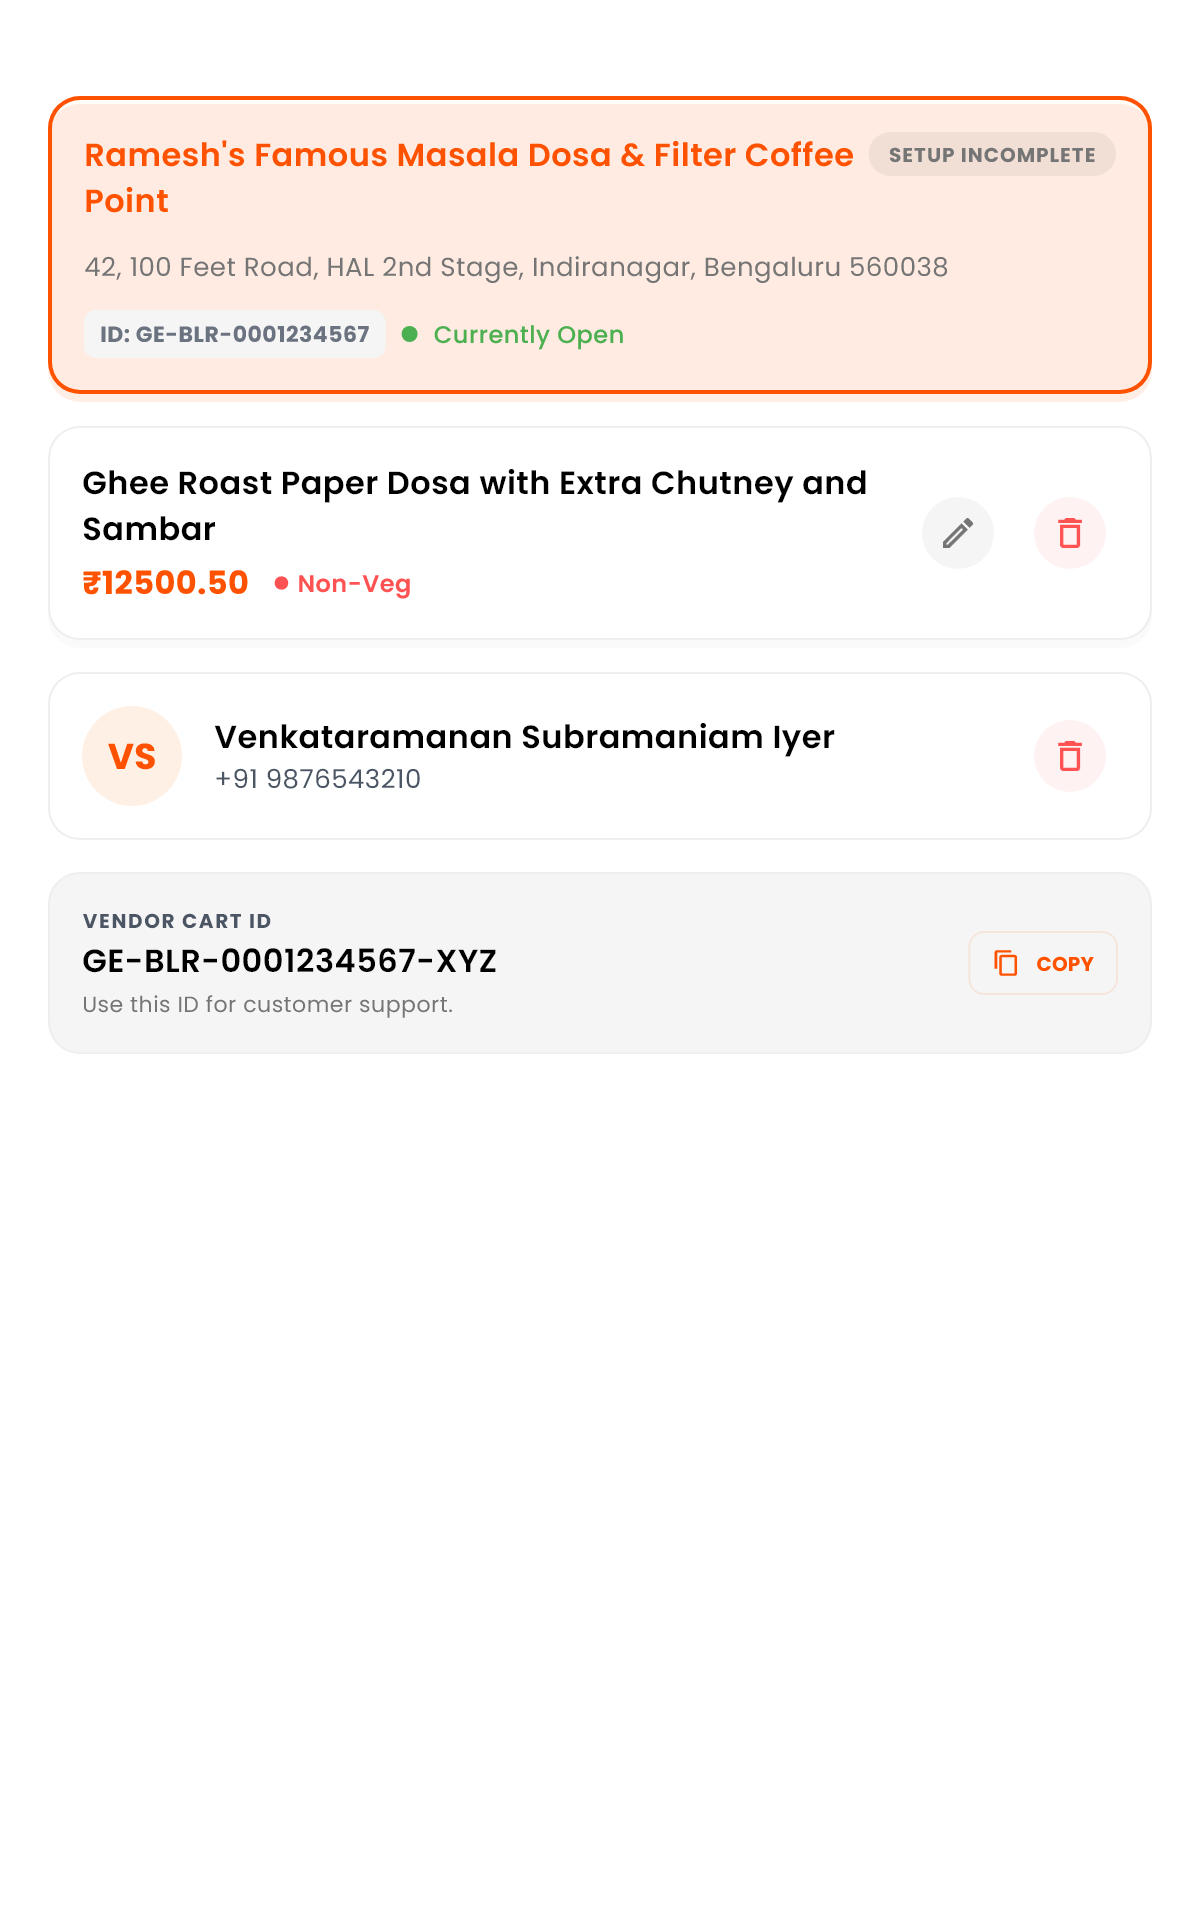 Ramesh's Famous Masala Dosa & Filter Coffee
Point
SETUP INCOMPLETE
42, 100 Feet Road, HAL 2nd Stage, Indiranagar, Bengaluru 560038
ID: GE-BLR-0001234567
Currently Open
Ghee Roast Paper Dosa with Extra Chutney and
Sambar
₹12500.50
Non-Veg
VS
Venkataramanan Subramaniam Iyer
+91 9876543210
VENDOR CART ID
GE-BLR-0001234567-XYZ
Use this ID for customer support.
COPY